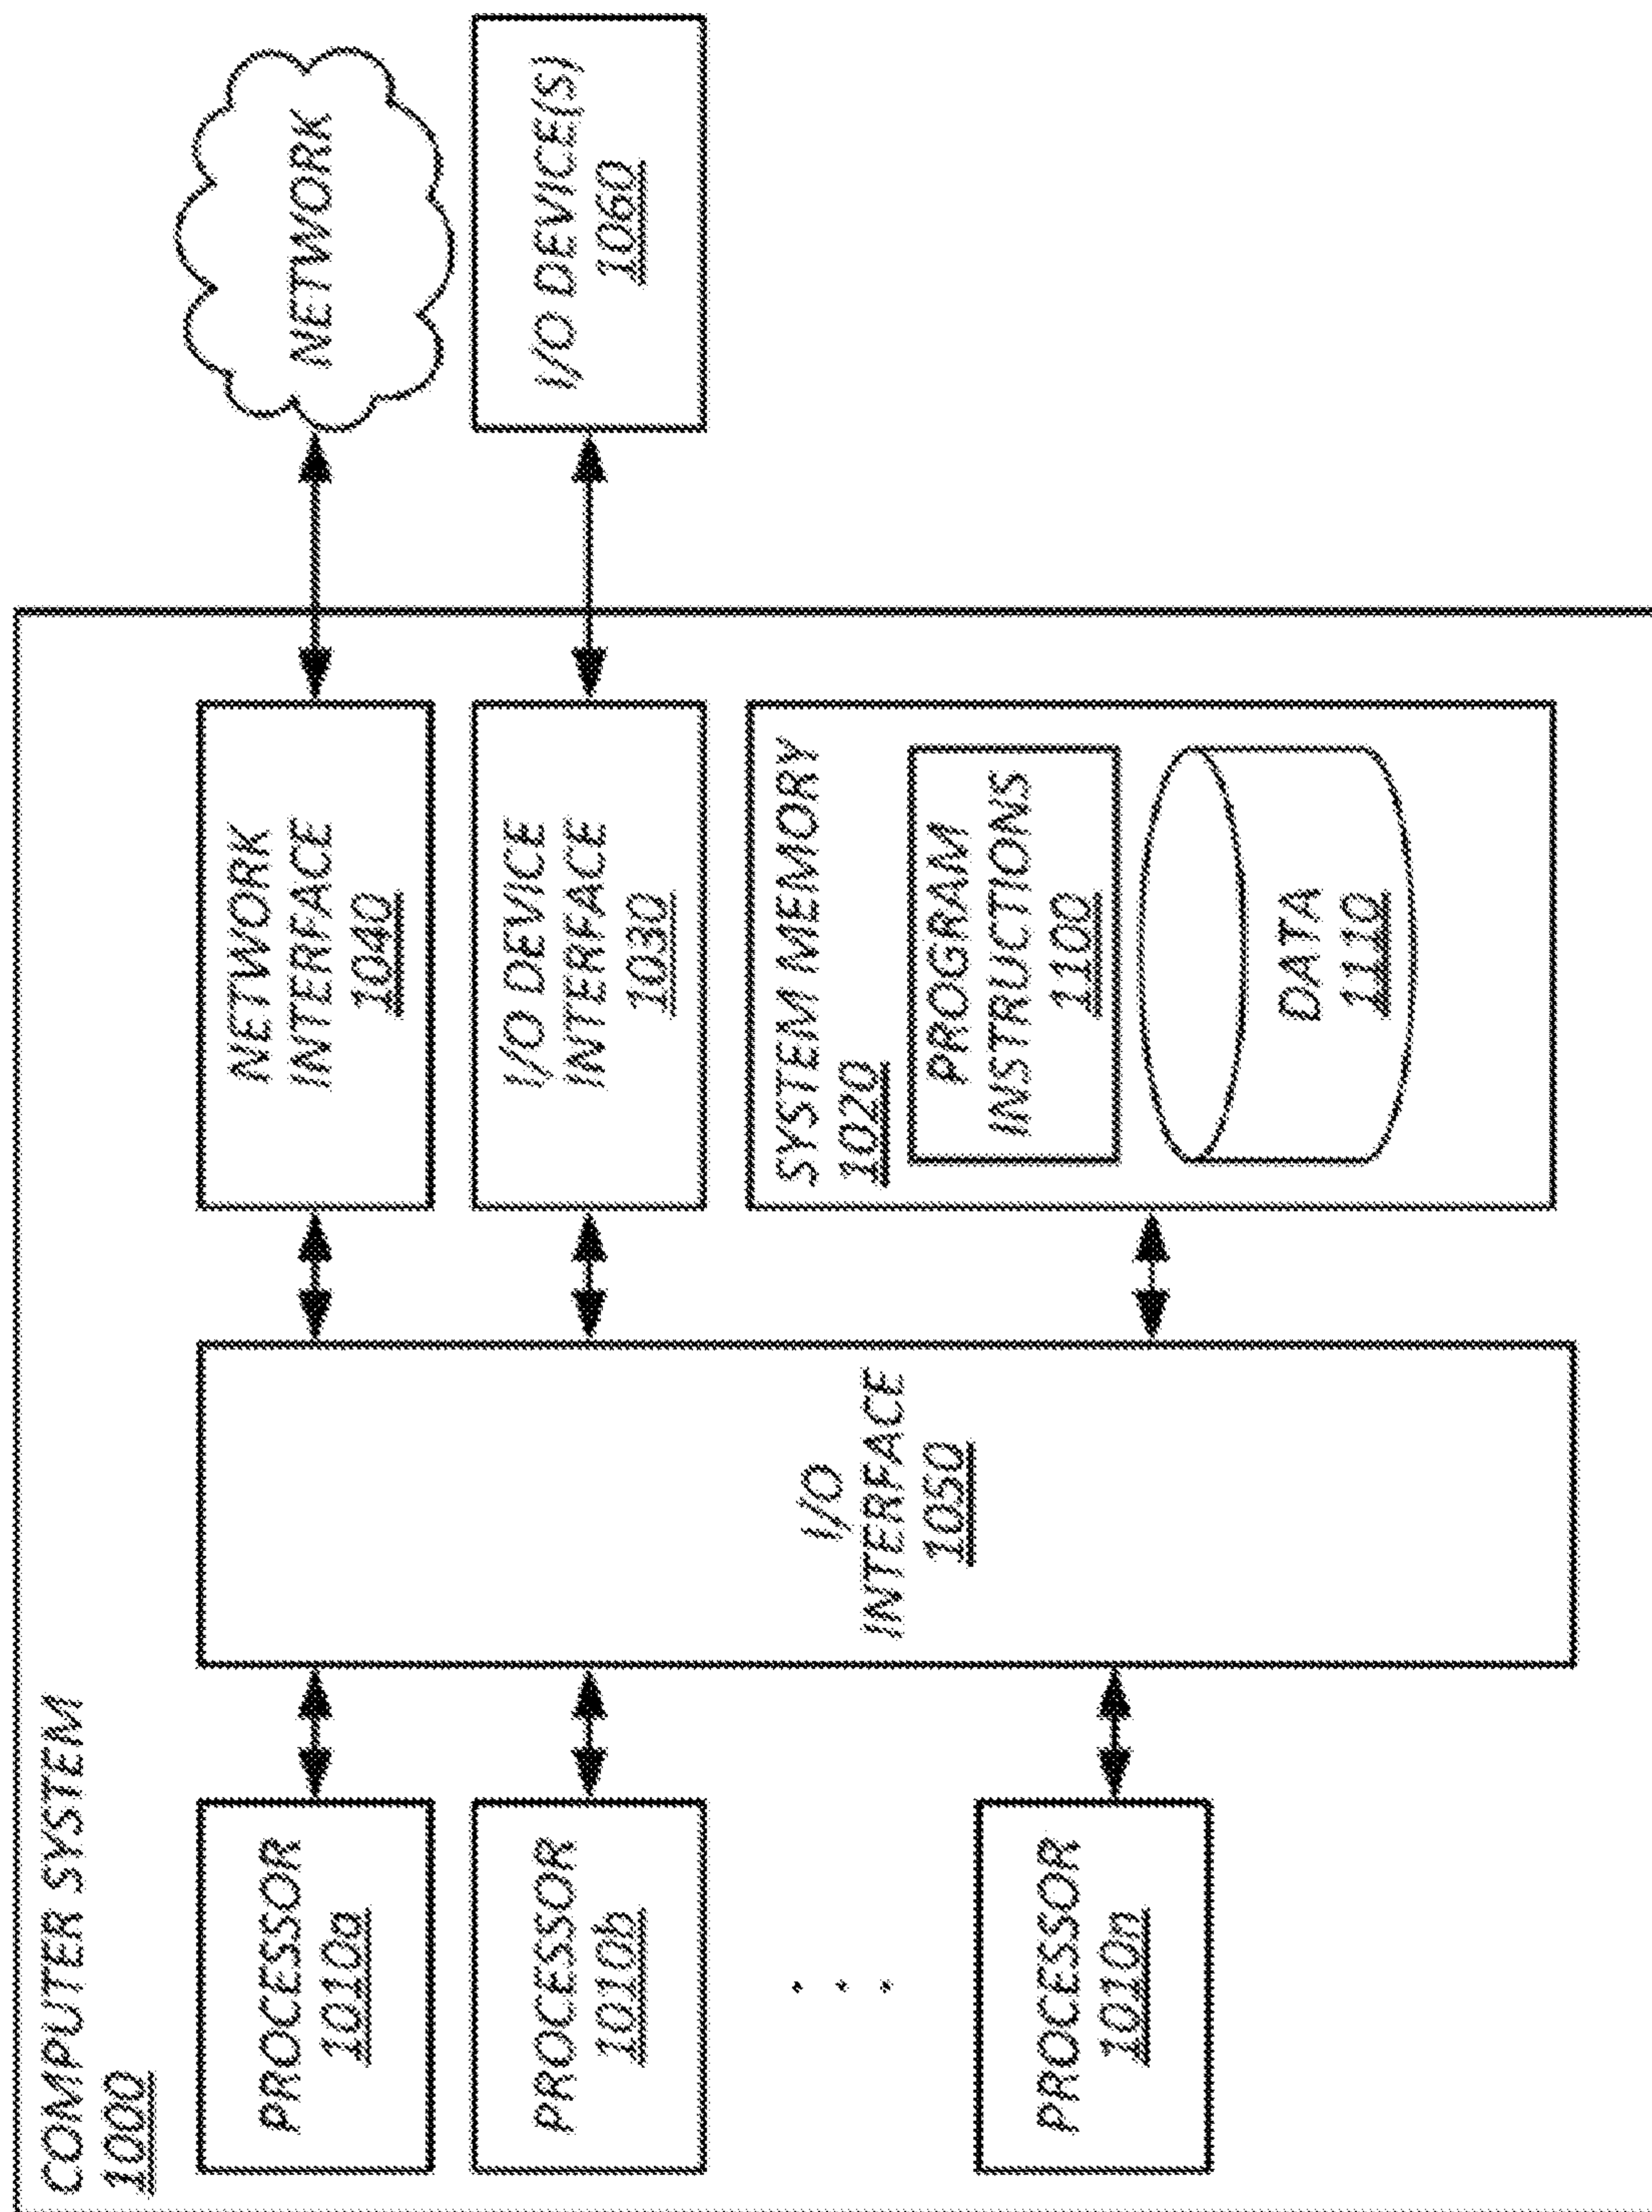 COMPUTER SYSTEM
1000
PROCESSOR
1010a
PROCESSOR
1010b
. . .
PROCESSOR
1010n
I/O
INTERFACE
1050
NETWORK
INTERFACE
1040
I/O DEVICE
INTERFACE
1030
SYSTEM MEMORY
1020
PROGRAM
INSTRUCTIONS
1100
DATA
1110
NETWORK
I/O DEVICE(S)
1060